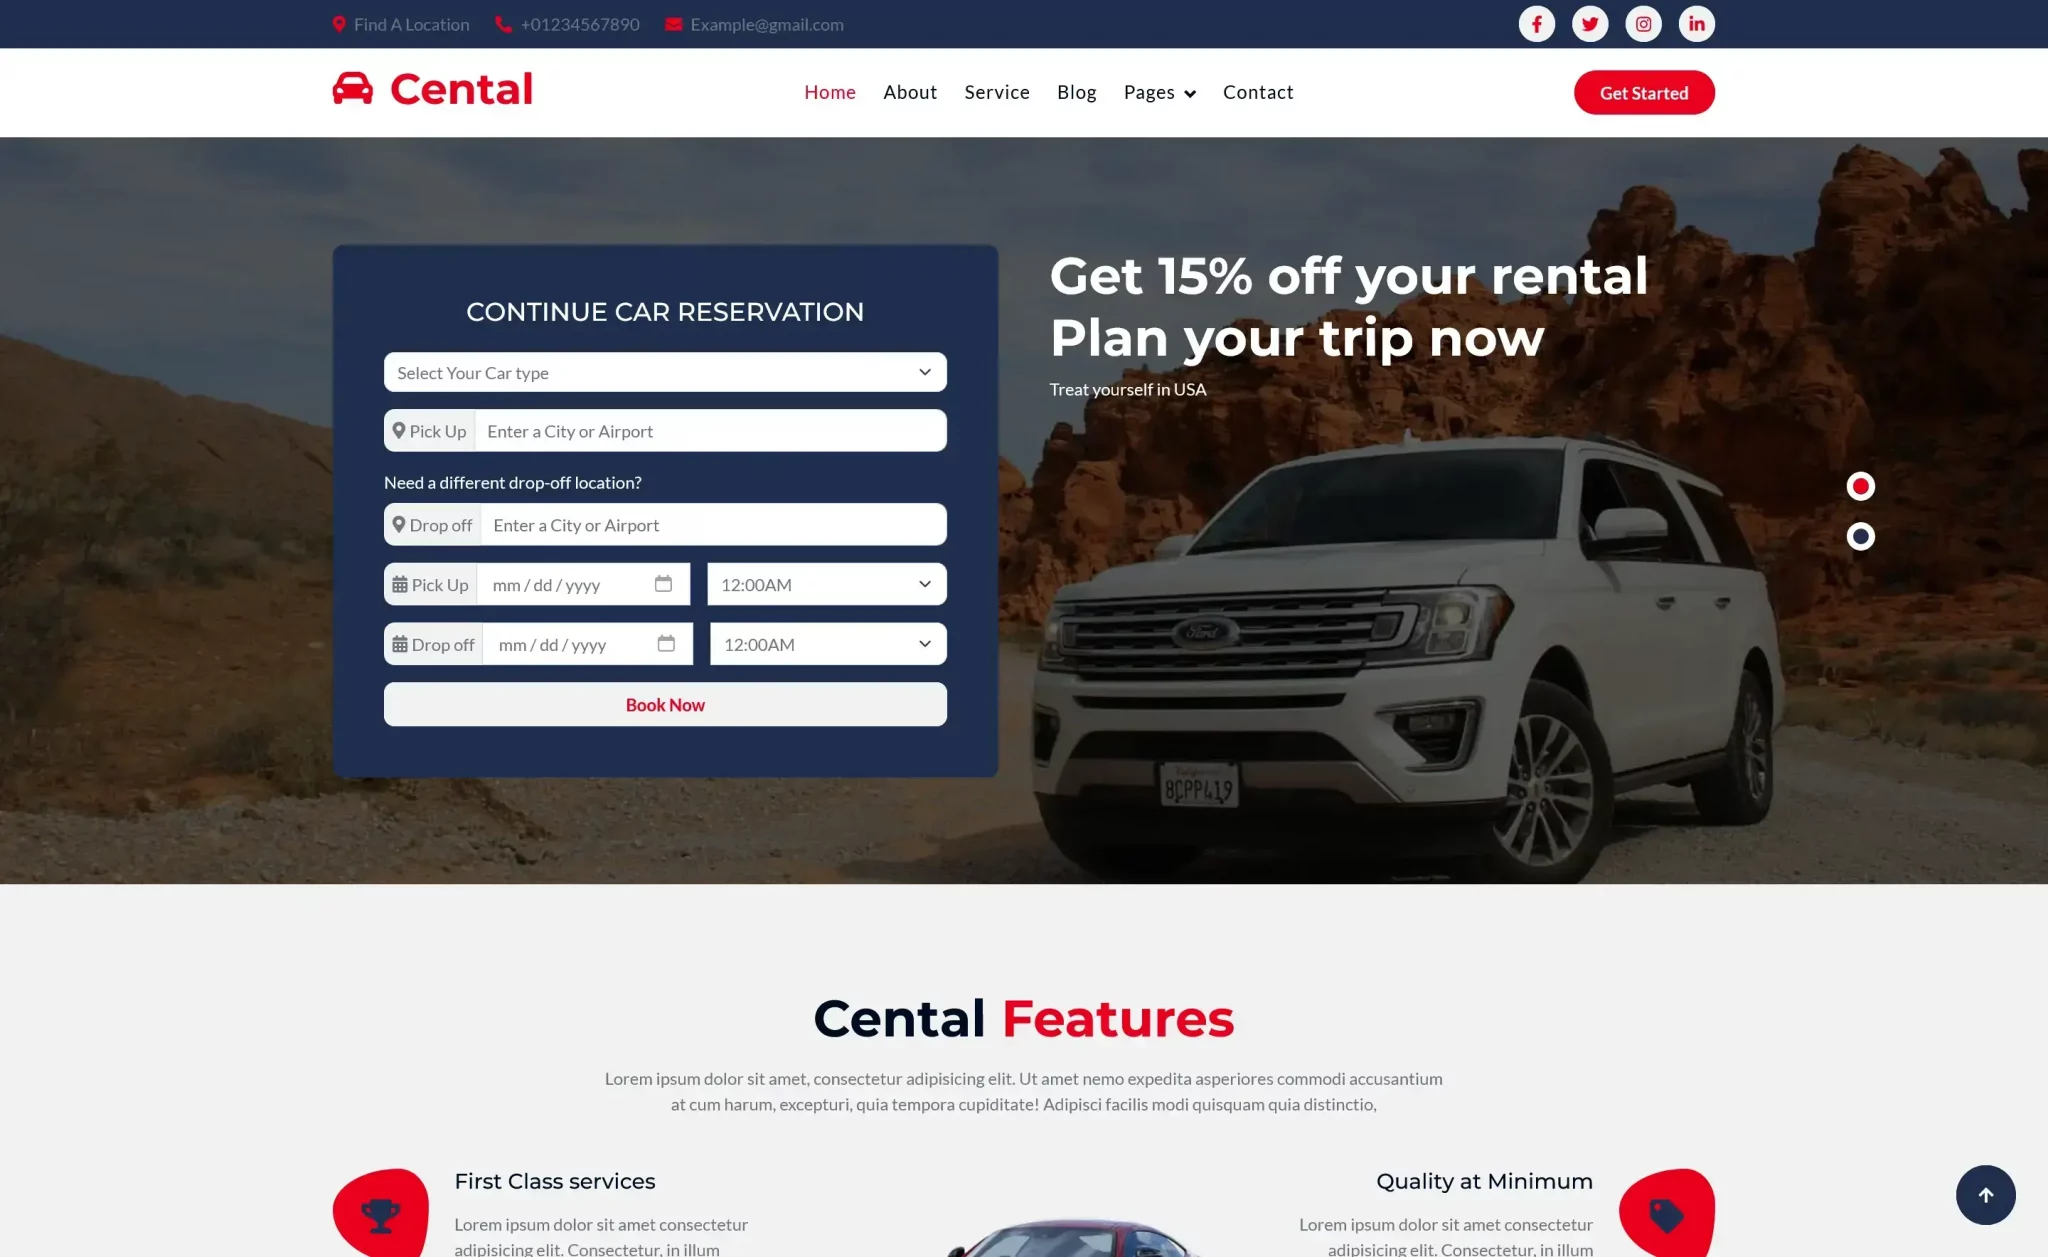 Find A Location
+01234567890
Example@gmail.com
Cental
Home
About
Service
Blog
Pages
Contact
Get Started
CONTINUE CAR RESERVATION
Select Your Car type
Pick Up
Enter a City or Airport
Need a different drop-off location?
Drop off
Enter a City or Airport
Pick Up
mm / dd / yyyy
12:00AM
Drop off
mm / dd / yyyy
12:00AM
Book Now
Get 15% off your rental
Plan your trip now
Treat yourself in USA
Ford
California
8CPP419
Cental Features
Lorem ipsum dolor sit amet, consectetur adipisicing elit. Ut amet nemo expedita asperiores commodi accusantium
at cum harum, excepturi, quia tempora cupiditate! Adipisci facilis modi quisquam quia distinctio,
First Class services
Lorem ipsum dolor sit amet consectetur
adipisicing elit. Consectetur, in illum
Quality at Minimum
Lorem ipsum dolor sit amet consectetur
adipisicing elit. Consectetur, in illum